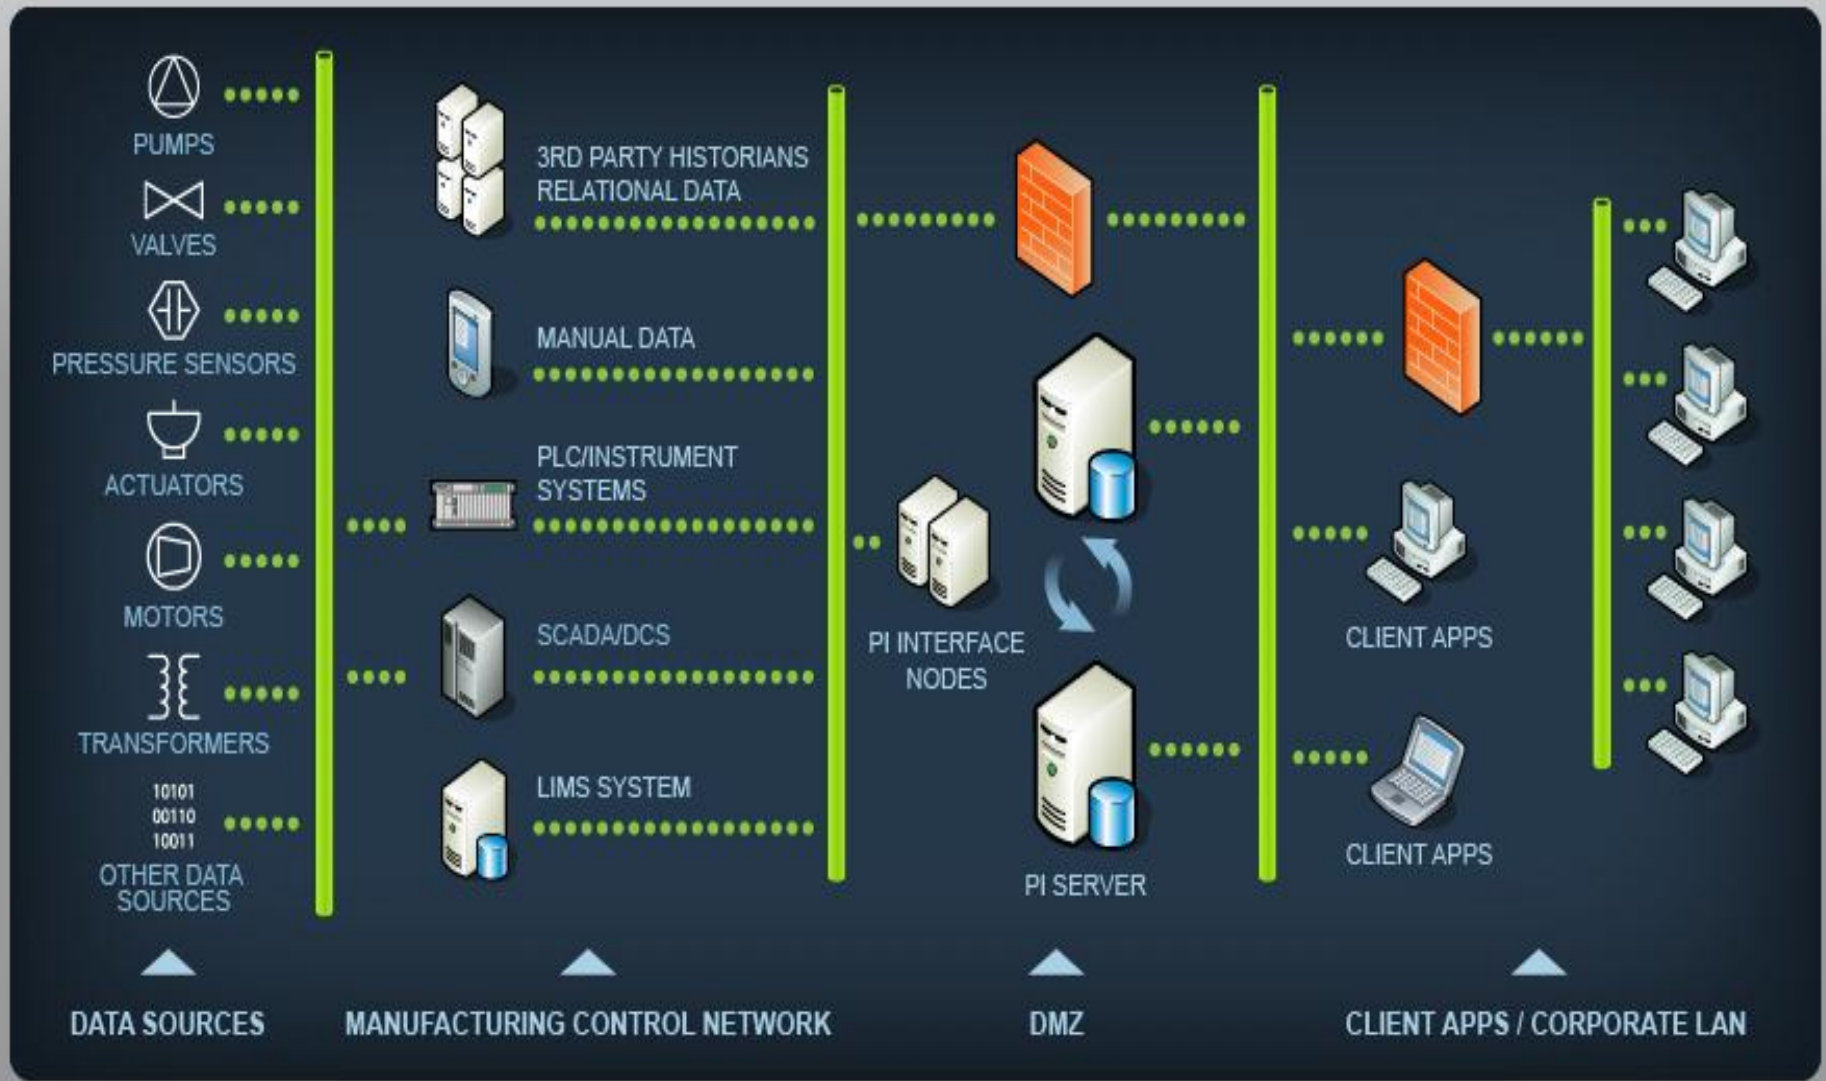 PUMPS
VALVES
PRESSURE SENSORS
ACTUATORS
MOTORS
TRANSFORMERS
10101
00110
10011
OTHER DATA
SOURCES
3RD PARTY HISTORIANS
RELATIONAL DATA
MANUAL DATA
PLC/INSTRUMENT
SYSTEMS
SCADA/DCS
LIMS SYSTEM
PI INTERFACE
NODES
PI SERVER
CLIENT APPS
CLIENT APPS
DATA SOURCES
MANUFACTURING CONTROL NETWORK
DMZ
CLIENT APPS / CORPORATE LAN